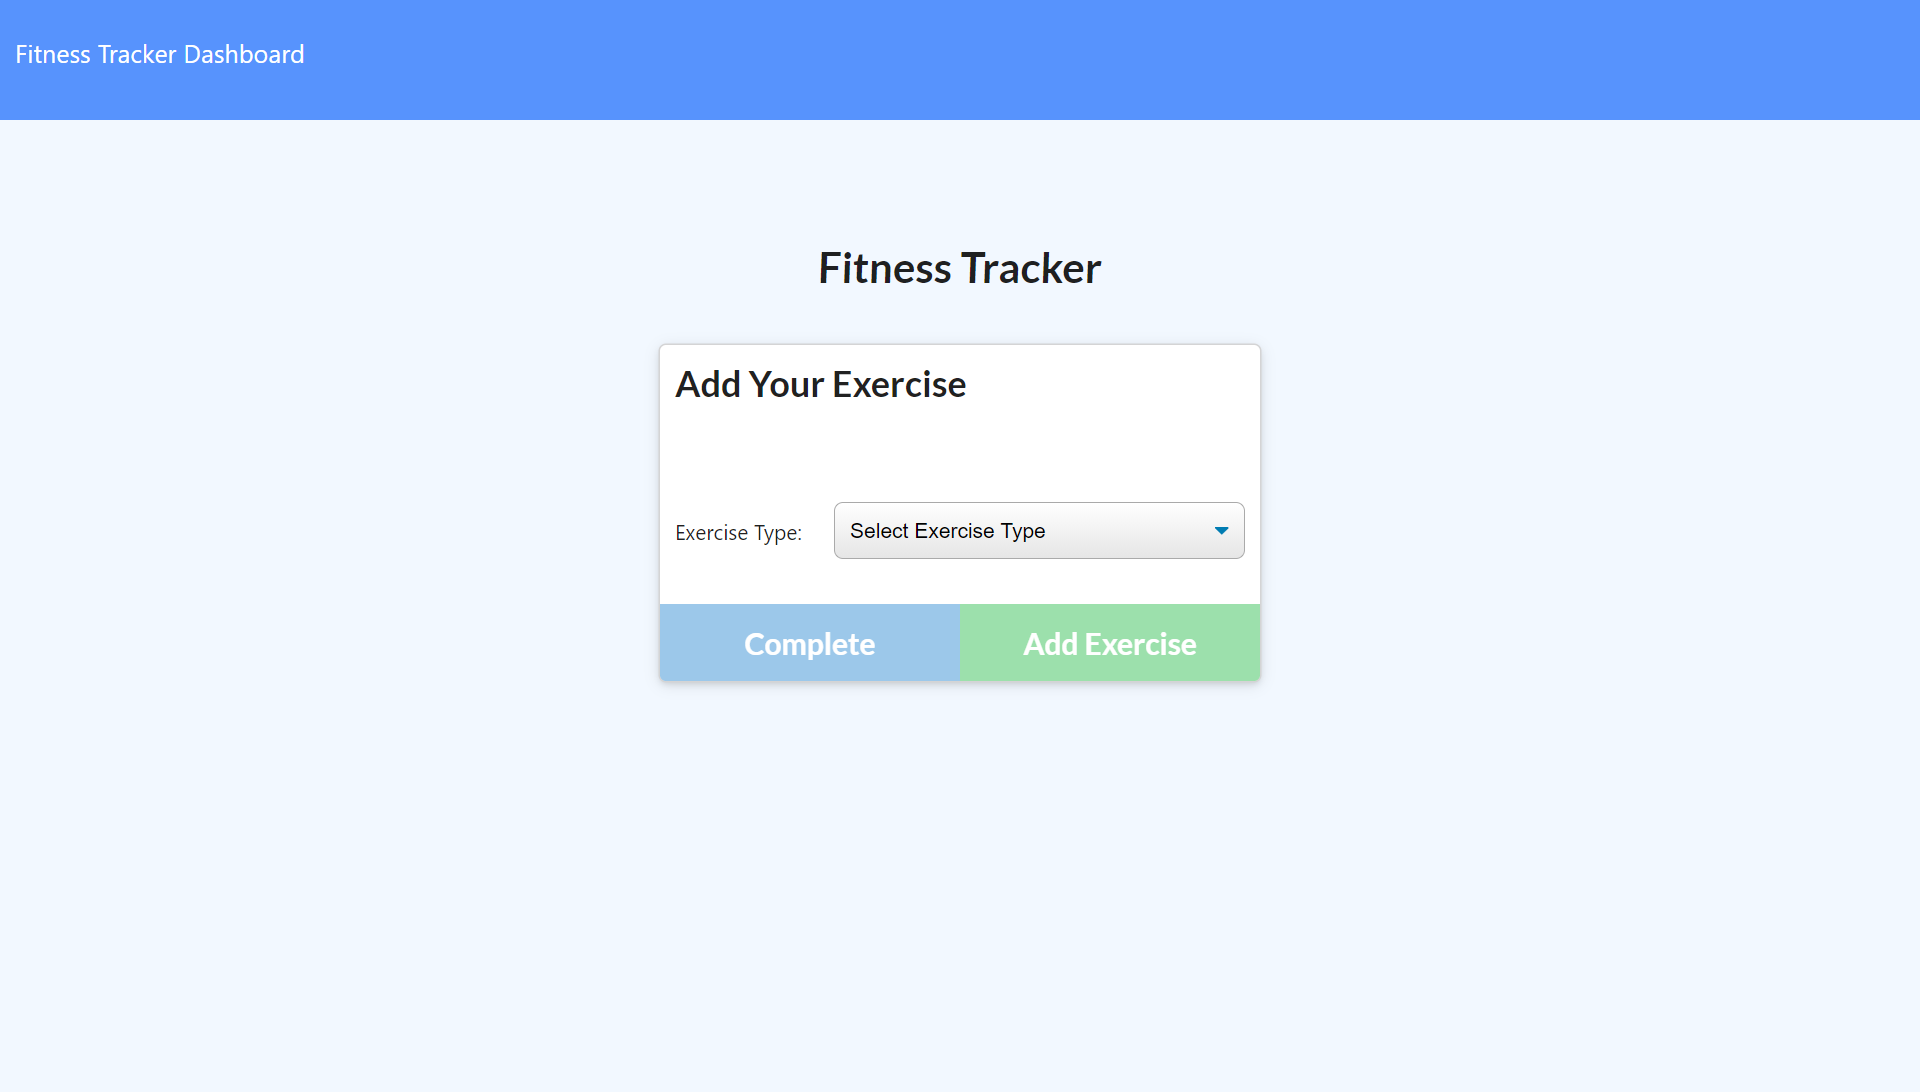 Fitness Tracker Dashboard
Fitness Tracker
Add Your Exercise
Exercise Type: Select Exercise Type
Complete Add Exercise